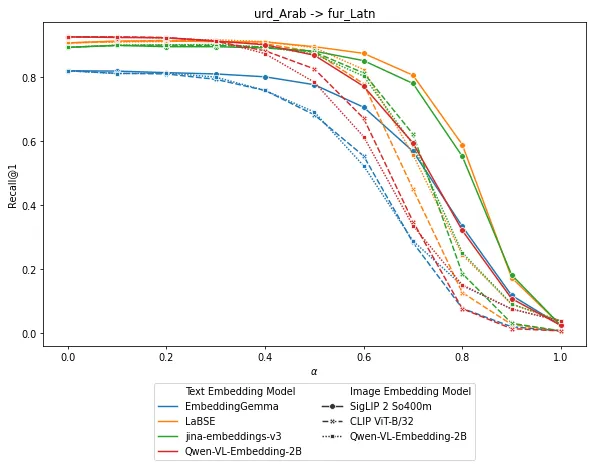 urd_Arab -> fur_Latn
Recall@1
0.8
0.6
0.4
0.2
0.0
0.0 0.2 0.4 0.6 0.8 1.0
α
Text Embedding Model
EmbeddingGemma
LaBSE
jina-embeddings-v3
Qwen-VL-Embedding-2B
Image Embedding Model
SigLIP 2 So400m
CLIP ViT-B/32
Qwen-VL-Embedding-2B